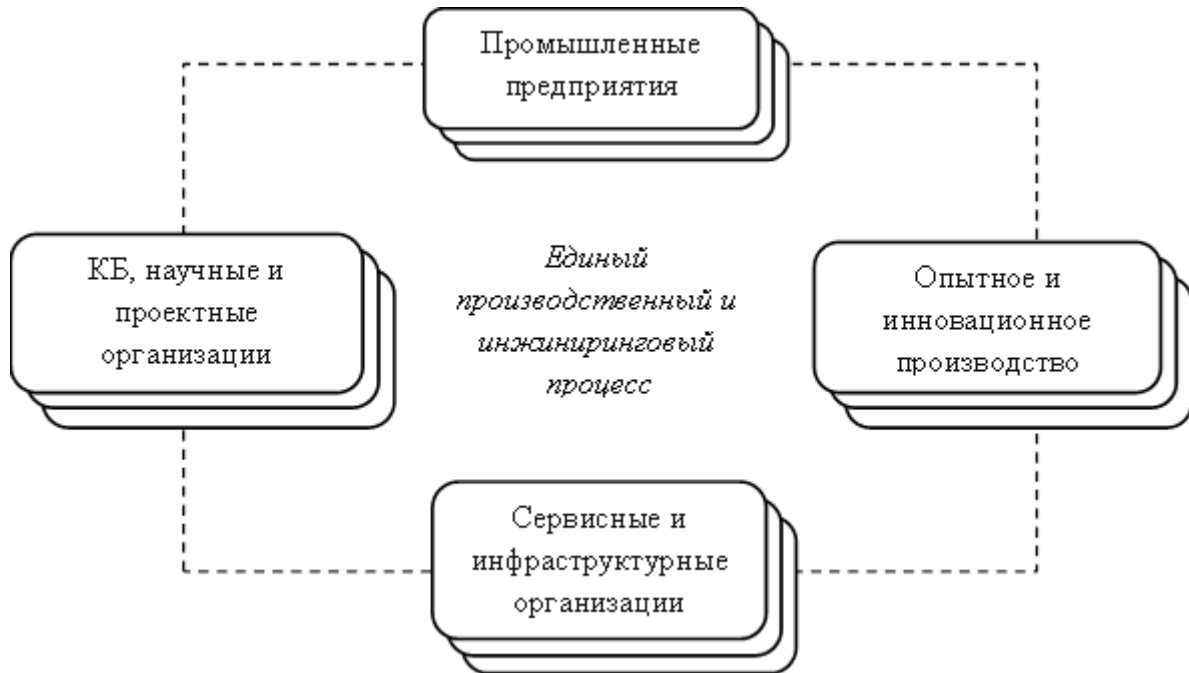 Промышленные
предприятия
КБ, научные и
проектные
организации
Единый
производственный и
инжиниринговый
процесс
Опытное и
инновационное
производство
Сервисные и
инфраструктурные
организации